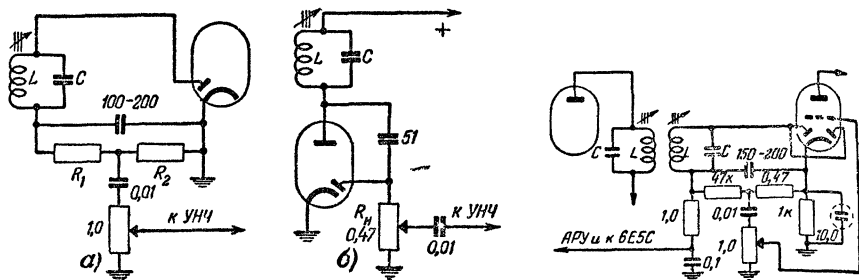 L C
100-200
R₁ R₂
0,01
1,0
к УНЧ
а)
+
L C
51
Rн
0,47
к УНЧ
0,01
б)
C L L C
150-200
47к 0,47
1,0 0,01 1к 10,0
АРУ и к 6Е5С
0,1
1,0